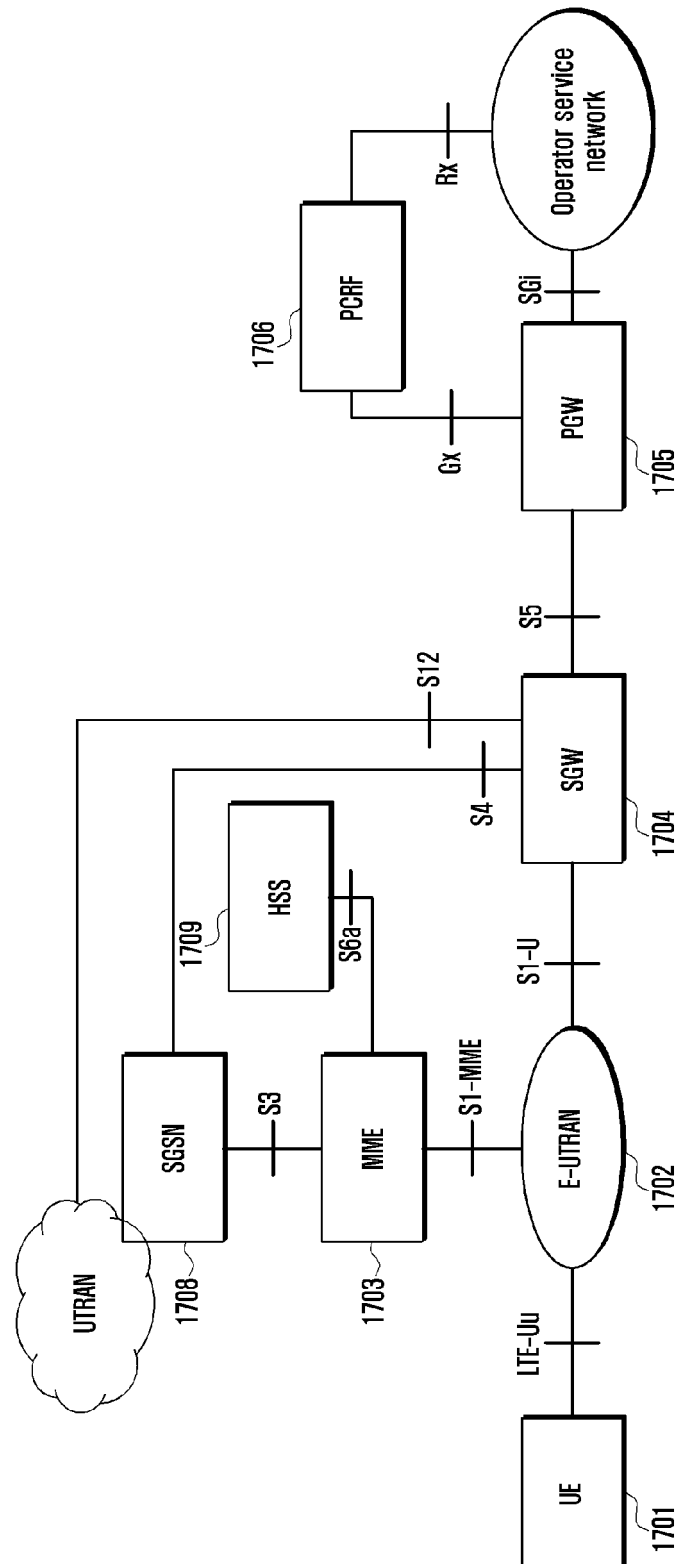 UTRAN
SGSN
1708
HSS
1709
S3
S6a
S4
S12
MME
1703
S1-MME
PCRF
1706
Gx
Rx
UE
1701
LTE-Uu
E-UTRAN
1702
S1-U
SGW
1704
S5
PGW
1705
SGi
Operator service
network